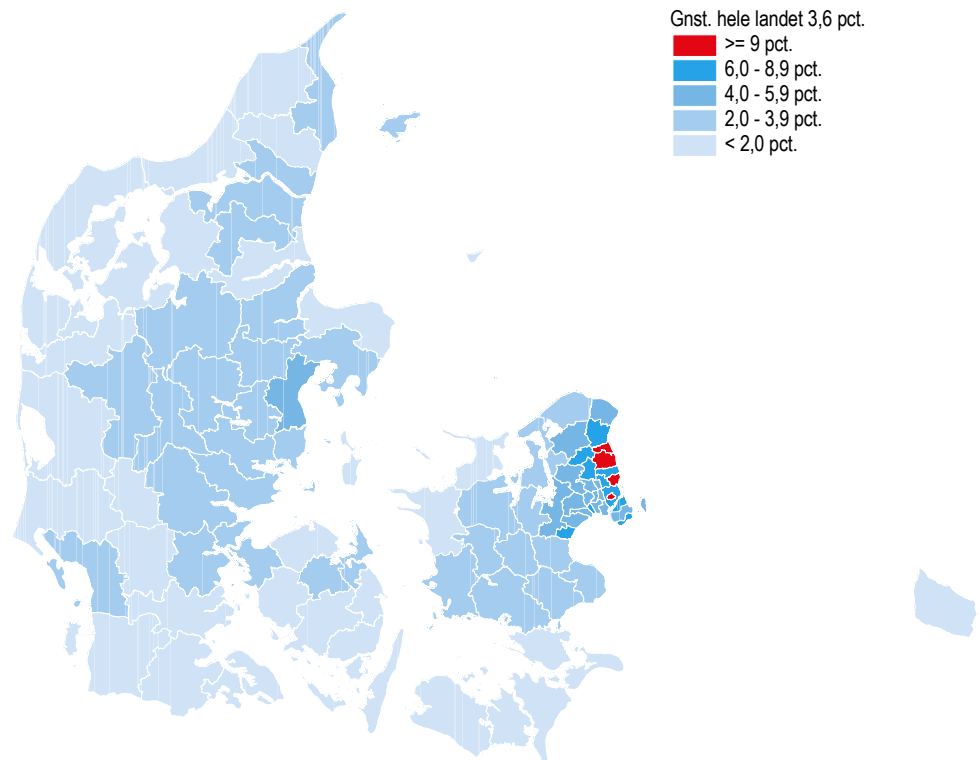 Gnst. hele landet 3,6 pct.
>= 9 pct.
6,0 - 8,9 pct.
4,0 - 5,9 pct.
2,0 - 3,9 pct.
< 2,0 pct.